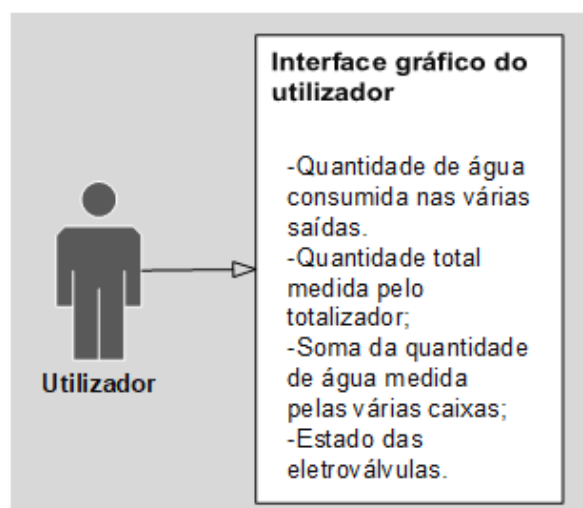 Interface gráfico do
utilizador
-Quantidade de água
consumida nas várias
saídas.
-Quantidade total
medida pelo
totalizador;
-Soma da quantidade
de água medida
pelas várias caixas;
-Estado das
eletroválvulas.
Utilizador